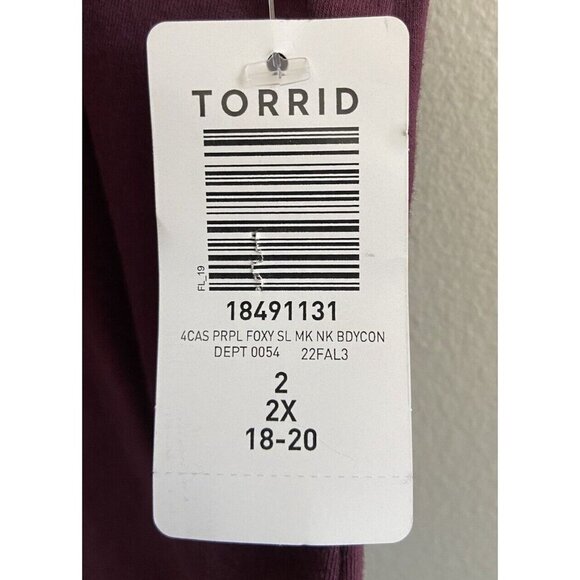 TORRID
FL_19
18491131
4CAS PRPL FOXY SL MK NK BDYCON
DEPT 0054 22FAL3
2
2X
18-20